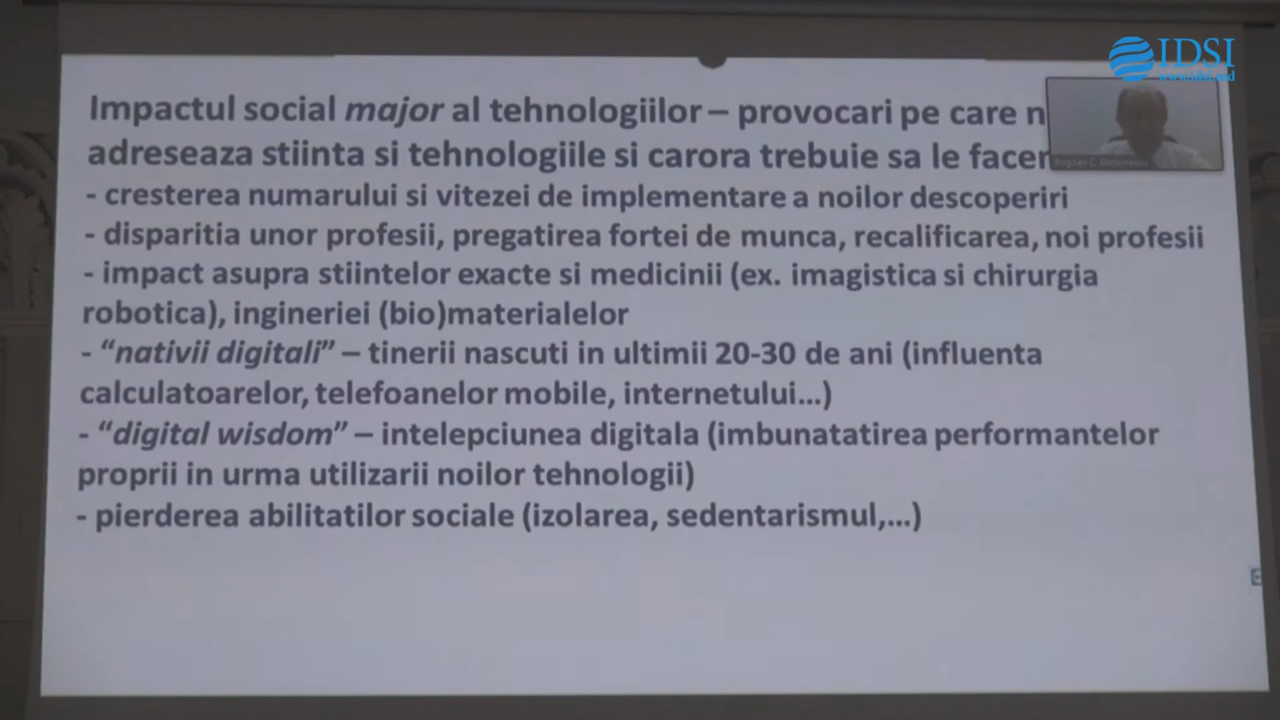 IDSI
www.idsi.md
Impactul social major al tehnologiilor – provocari pe care
adreseaza stiinta si tehnologiile si carora trebuie sa le
- cresterea numarului si vitezei de implementare a noilor descoperiri
- disparitia unor profesii, pregatirea fortei de munca, recalificarea, noi profesii
- impact asupra stiintelor exacte si medicinii (ex. imagistica si chirurgia
robotica), ingineriei (bio)materialelor
- “nativii digitali” – tinerii nascuti in ultimii 20-30 de ani (influenta
calculatoarelor, telefoanelor mobile, internetului...)
- “digital wisdom” – intelepciunea digitala (imbunatatirea performantelor
proprii in urma utilizarii noilor tehnologii)
- pierderea abilitatilor sociale (izolarea, sedentarismul,...)